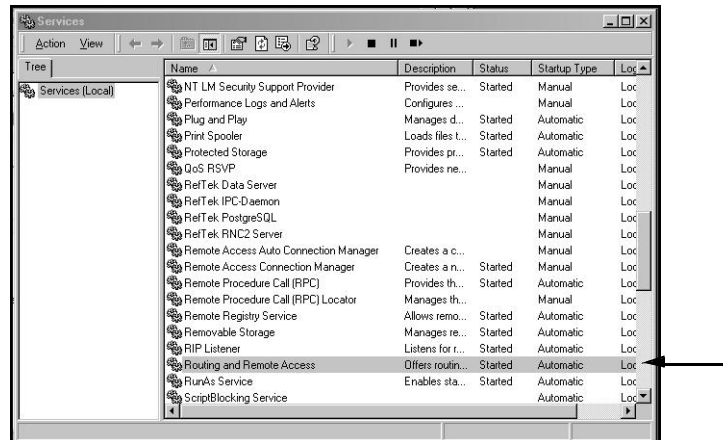 Services
Action View
Tree
Services (Local)
Name Description Status Startup Type Log
NT LM Security Support Provider Provides se... Started Manual Loc
Performance Logs and Alerts Configures ... Manual Loc
Plug and Play Manages d... Started Automatic Loc
Print Spooler Loads files t... Started Automatic Loc
Protected Storage Provides pr... Started Automatic Loc
QoS RSVP Provides ne... Manual Loc
RefTek Data Server Manual Loc
RefTek IPC-Daemon Manual Loc
RefTek PostgreSQL Manual Loc
RefTek RNC2 Server Manual Loc
Remote Access Auto Connection Manager Creates a c... Manual Loc
Remote Access Connection Manager Creates a n... Started Manual Loc
Remote Procedure Call (RPC) Provides th... Started Automatic Loc
Remote Procedure Call (RPC) Locator Manages th... Manual Loc
Remote Registry Service Allows remo... Started Automatic Loc
Removable Storage Manages re... Started Automatic Loc
RIP Listener Listens for r... Started Automatic Loc
Routing and Remote Access Offers routin... Started Automatic Loc
RunAs Service Enables sta... Started Automatic Loc
ScriptBlocking Service Automatic Loc